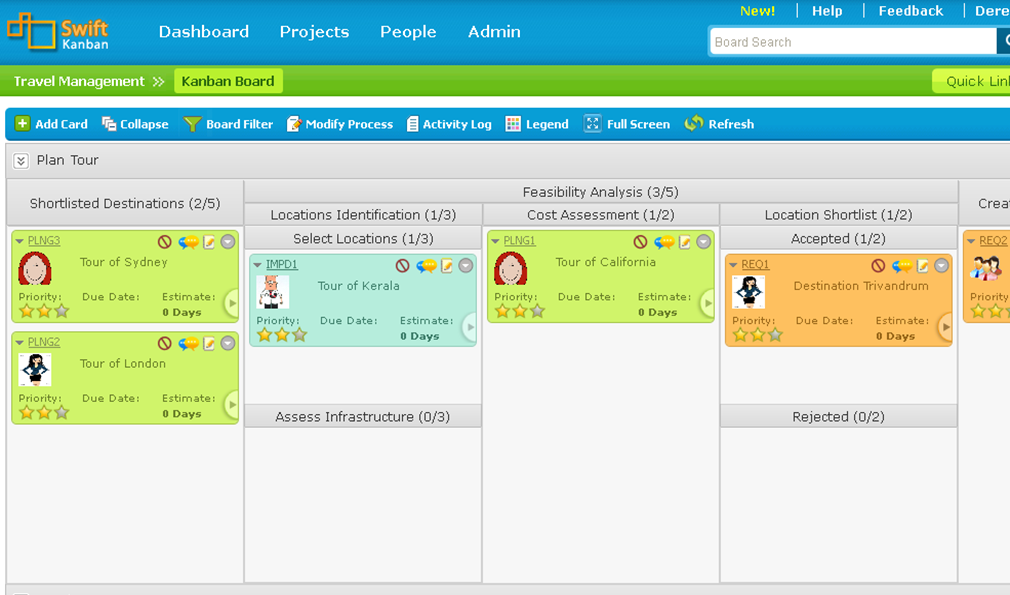 New! | Help | Feedback | Dere
Swift
Kanban
Dashboard Projects People Admin
Board Search
Travel Management >> Kanban Board Quick Lin
Add Card Collapse Board Filter Modify Process Activity Log Legend Full Screen Refresh
Plan Tour
Shortlisted Destinations (2/5)
PLNG3
Tour of Sydney
Priority: Due Date: Estimate:
0 Days
PLNG2
Tour of London
Priority: Due Date: Estimate:
0 Days
Feasibility Analysis (3/5)
Locations Identification (1/3)
Select Locations (1/3)
IMPD1
Tour of Kerala
Priority: Due Date: Estimate:
0 Days
Assess Infrastructure (0/3)
Cost Assessment (1/2)
PLNG1
Tour of California
Priority: Due Date: Estimate:
0 Days
Location Shortlist (1/2)
Accepted (1/2)
REQ1
Destination Trivandrum
Priority: Due Date: Estimate:
0 Days
Rejected (0/2)
Crea
REQ2
Priority